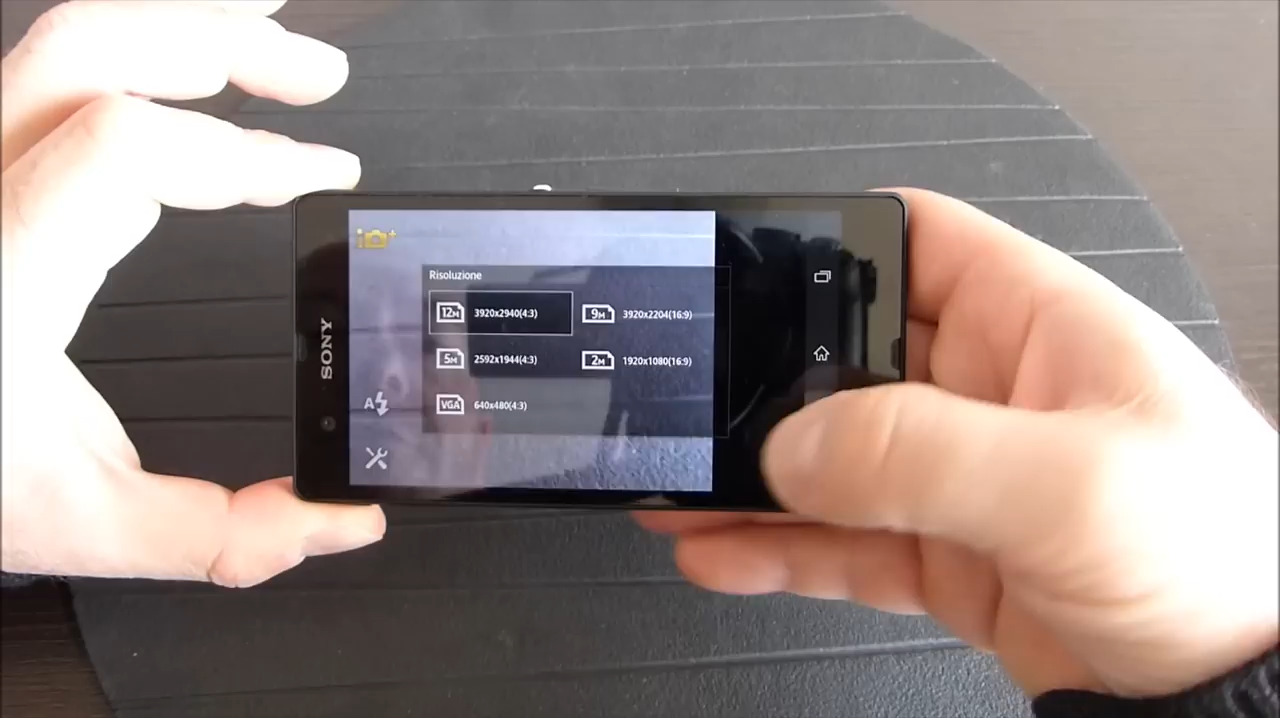 SONY
Risoluzione
12M 3920x2940(4:3)
9M 3920x2204(16:9)
5M 2592x1944(4:3)
2M 1920x1080(16:9)
VGA 640x480(4:3)
i+
A